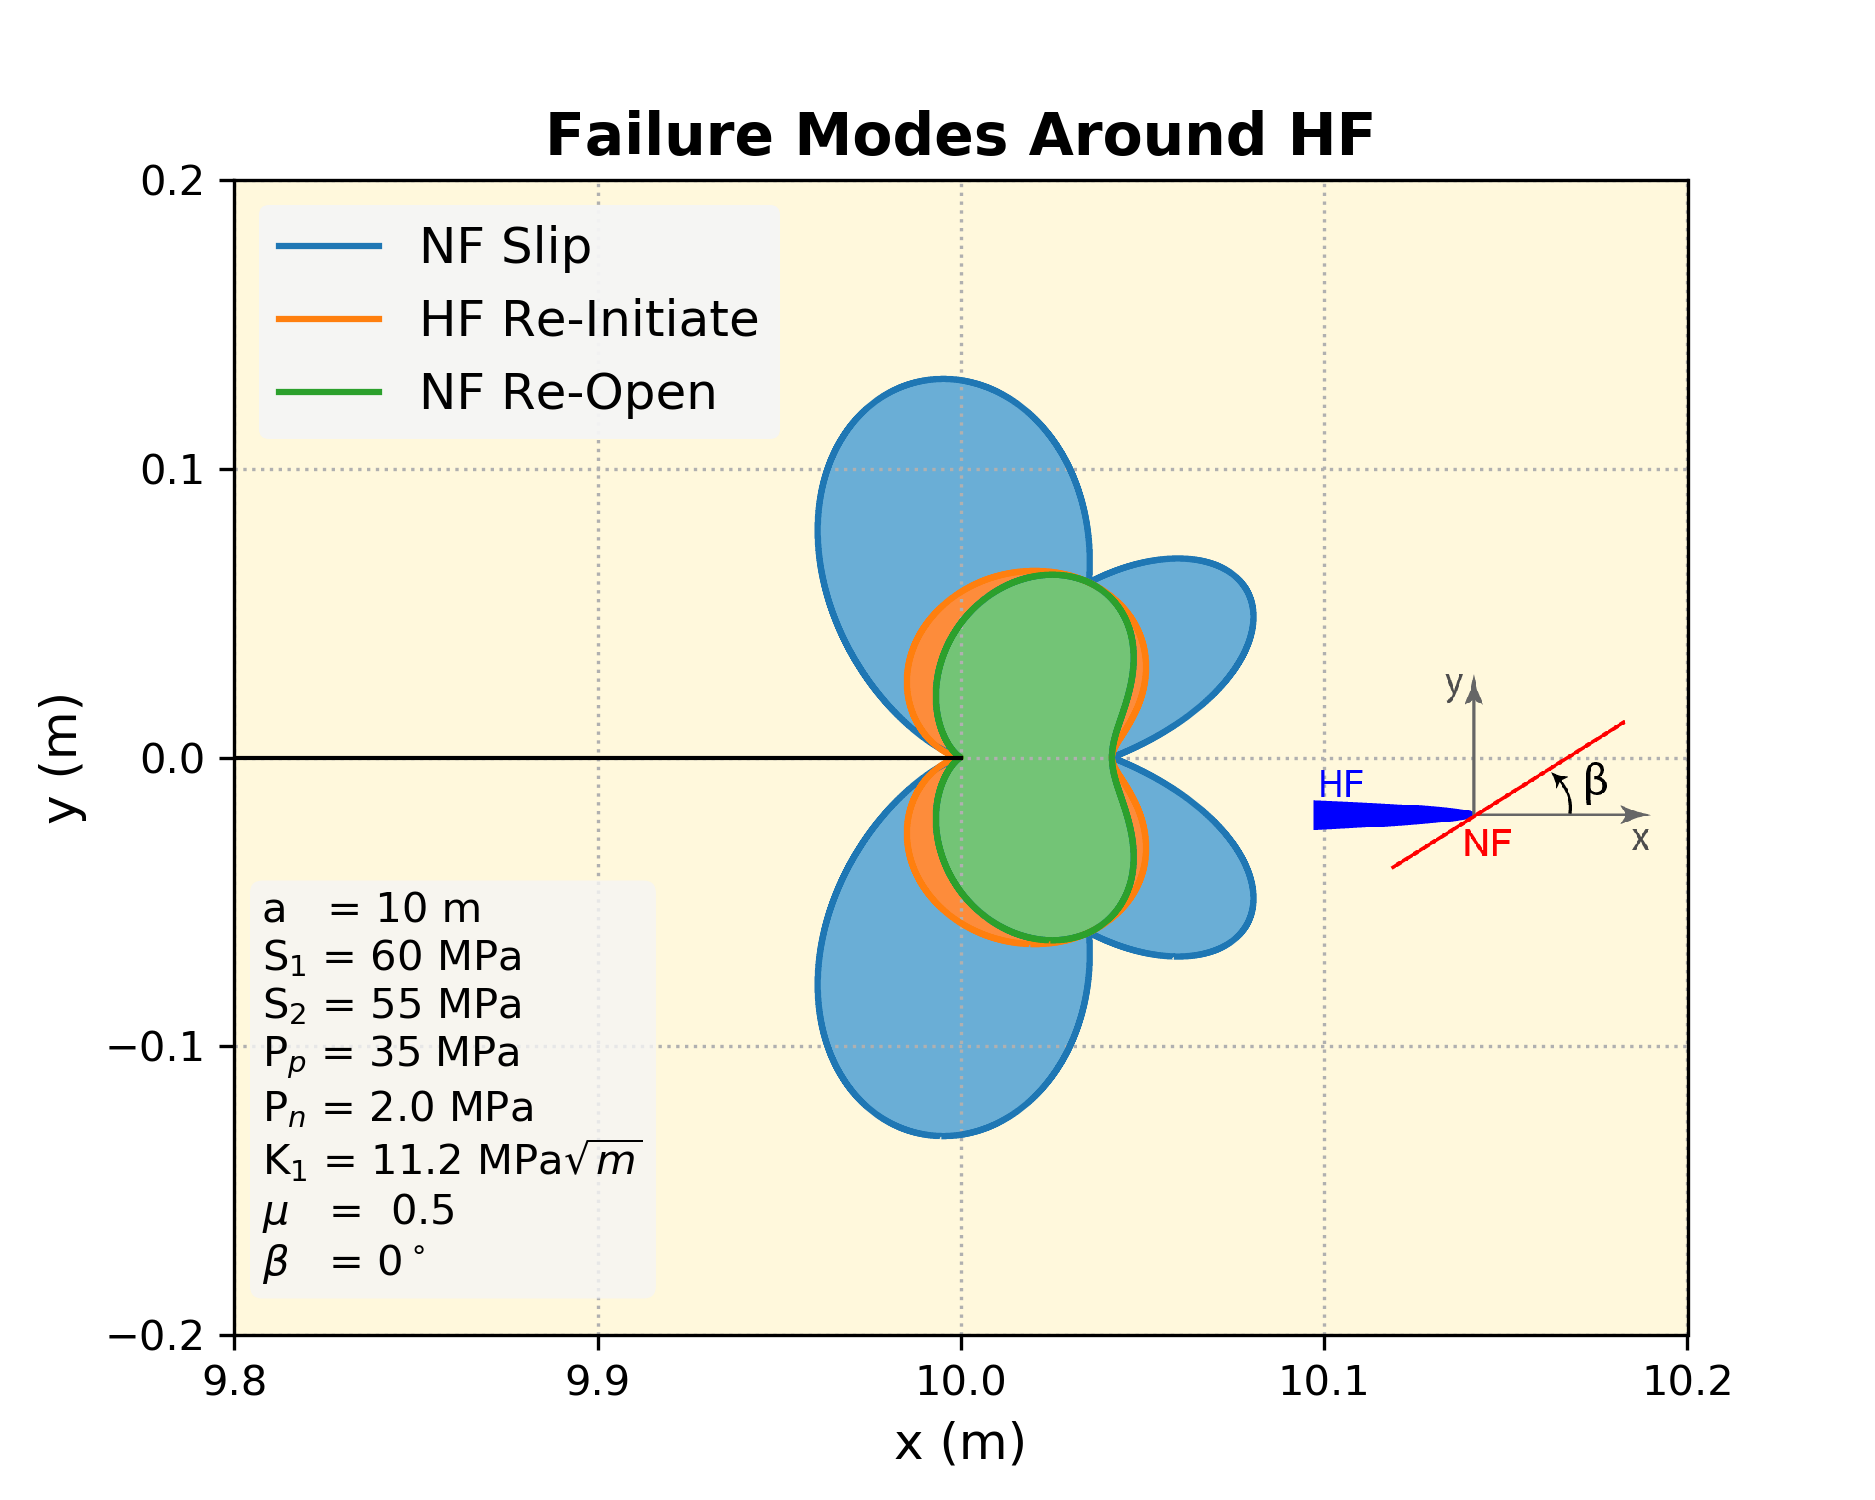 Failure Modes Around HF
NF Slip
HF Re-Initiate
NF Re-Open
0.2
0.1
0.0
−0.1
−0.2
y (m)
a = 10 m
S₁ = 60 MPa
S₂ = 55 MPa
Pₚ = 35 MPa
Pₙ = 2.0 MPa
K₁ = 11.2 MPa√m
μ = 0.5
β = 0°
y
HF
β
NF
x
9.8
9.9
10.0
10.1
10.2
x (m)